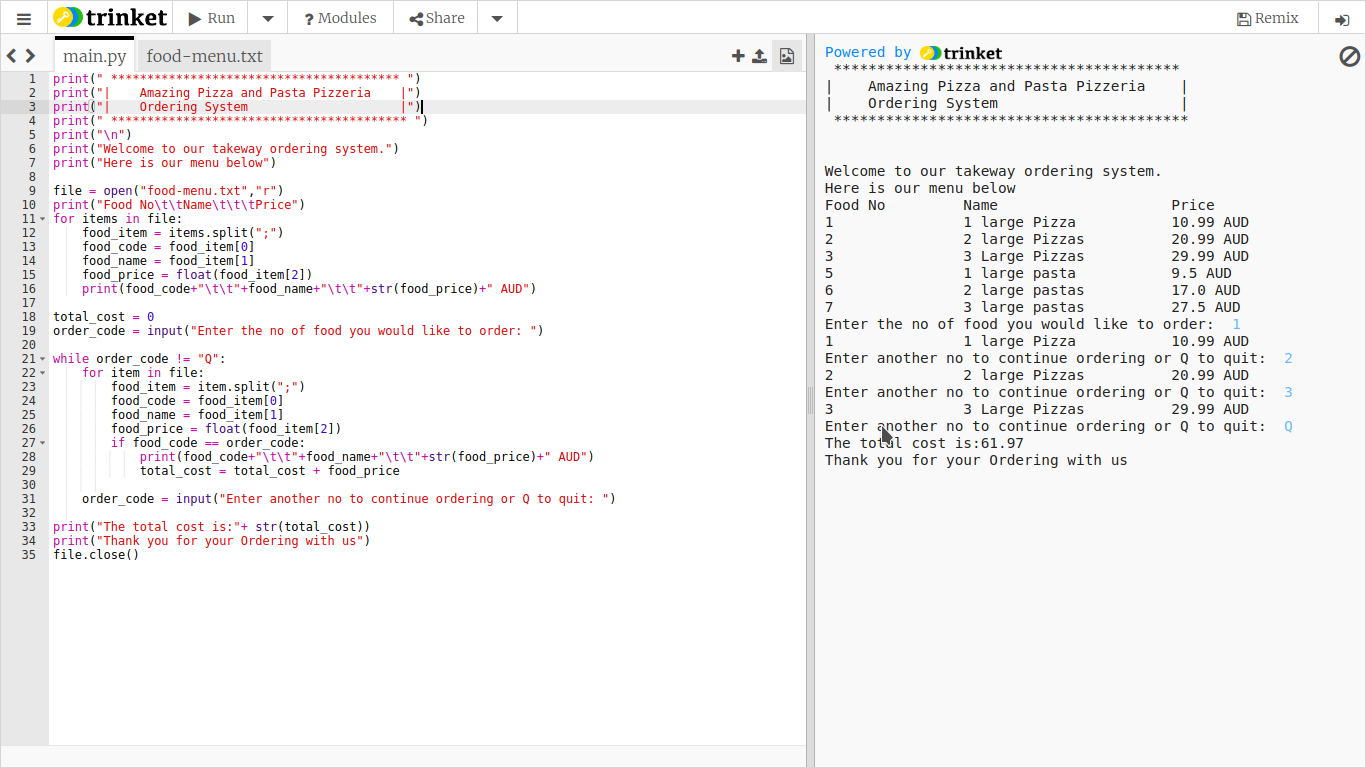 trinket Run ? Modules Share Remix
main.py food-menu.txt
1 print(" **************************************** ")
2 print("|    Amazing Pizza and Pasta Pizzeria    |")
3 print("|    Ordering System                     |")
4 print(" ***************************************** ")
5 print("\n")
6 print("Welcome to our takeway ordering system.")
7 print("Here is our menu below")
8
9 file = open("food-menu.txt","r")
10 print("Food No\t\tName\t\t\tPrice")
11 for items in file:
12     food_item = items.split(";")
13     food_code = food_item[0]
14     food_name = food_item[1]
15     food_price = float(food_item[2])
16     print(food_code+"\t\t"+food_name+"\t\t"+str(food_price)+" AUD")
17
18 total_cost = 0
19 order_code = input("Enter the no of food you would like to order: ")
20
21 while order_code != "Q":
22     for item in file:
23         food_item = item.split(";")
24         food_code = food_item[0]
25         food_name = food_item[1]
26         food_price = float(food_item[2])
27         if food_code == order_code:
28             print(food_code+"\t\t"+food_name+"\t\t"+str(food_price)+" AUD")
29             total_cost = total_cost + food_price
30
31     order_code = input("Enter another no to continue ordering or Q to quit: ")
32
33 print("The total cost is:"+ str(total_cost))
34 print("Thank you for your Ordering with us")
35 file.close()
Powered by trinket
 ****************************************
|    Amazing Pizza and Pasta Pizzeria    |
|    Ordering System                     |
 *****************************************
Welcome to our takeway ordering system.
Here is our menu below
Food No Name Price
1 1 large Pizza 10.99 AUD
2 2 large Pizzas 20.99 AUD
3 3 Large Pizzas 29.99 AUD
5 1 large pasta 9.5 AUD
6 2 large pastas 17.0 AUD
7 3 large pastas 27.5 AUD
Enter the no of food you would like to order: 1
1 1 large Pizza 10.99 AUD
Enter another no to continue ordering or Q to quit: 2
2 2 large Pizzas 20.99 AUD
Enter another no to continue ordering or Q to quit: 3
3 3 Large Pizzas 29.99 AUD
Enter another no to continue ordering or Q to quit: Q
The total cost is:61.97
Thank you for your Ordering with us